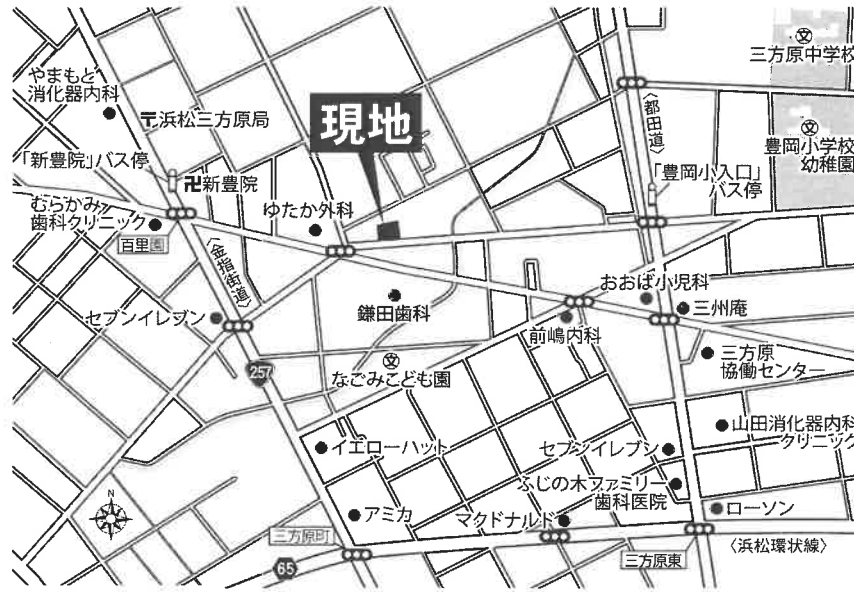 三方原中学校
やまもと
消化器内科
〒浜松三方原局
現地
〈都田道〉
豊岡小学校
幼稚園
「新豊院」バス停
卍新豊院
「豊岡小入口」
バス停
むらかみ
歯科クリニック
ゆたか外科
百里園
〈金指街道〉
おおば小児科
鎌田歯科
三州庵
セブンイレブン
前嶋内科
三方原
協働センター
257
なごみこども園
山田消化器内科
クリニック
イエローハット
セブンイレブン
ふじの木ファミリー
歯科医院
N
アミカ
マクドナルド
ローソン
三方原町
三方原東
〈浜松環状線〉
65